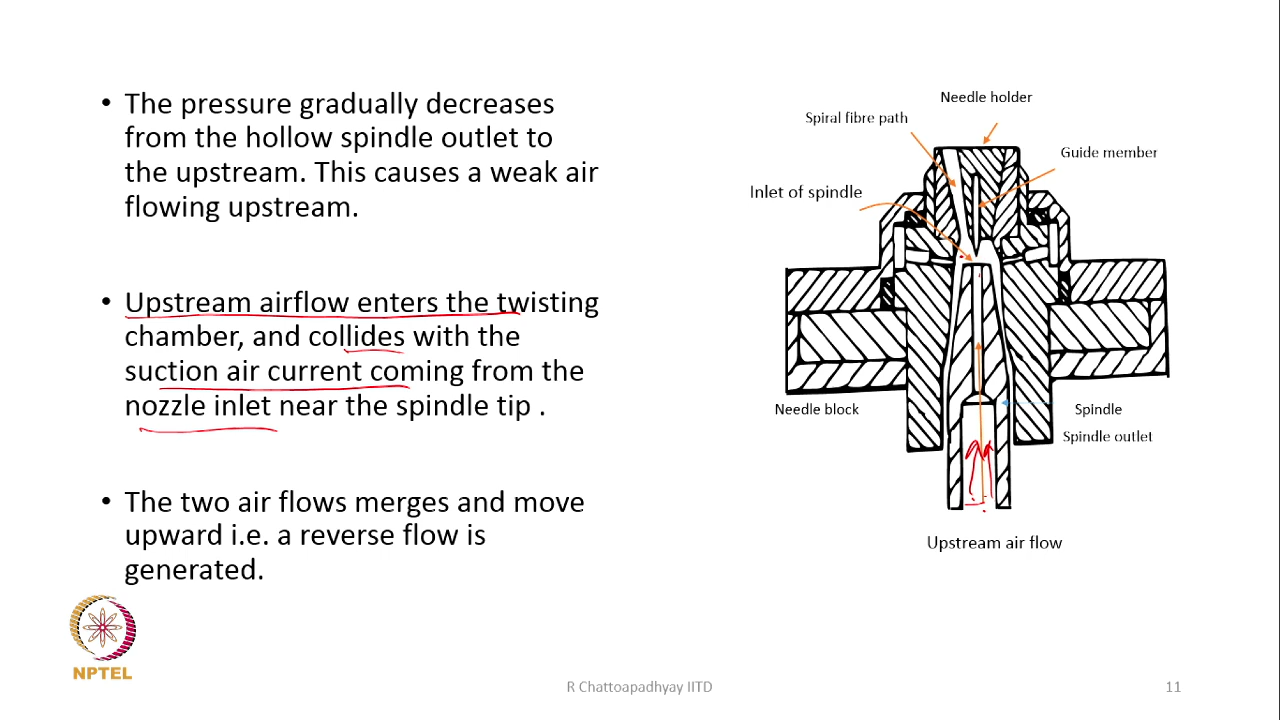 • The pressure gradually decreases
from the hollow spindle outlet to
the upstream. This causes a weak air
flowing upstream.
• Upstream airflow enters the twisting
chamber, and collides with the
suction air current coming from the
nozzle inlet near the spindle tip .
• The two air flows merges and move
upward i.e. a reverse flow is
generated.
Needle holder
Spiral fibre path
Guide member
Inlet of spindle
Needle block
Spindle
Spindle outlet
Upstream air flow
NPTEL
R Chattoapadhyay IITD
11